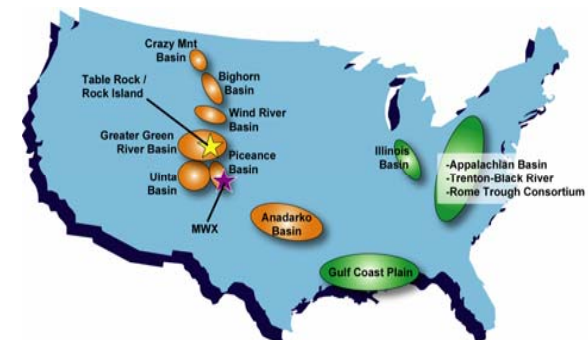 Crazy Mnt
Basin
Table Rock /
Rock Island
Bighorn
Basin
Wind River
Basin
Greater Green
River Basin
Piceance
Basin
Uinta
Basin
MWX
Anadarko
Basin
Illinois
Basin
-Appalachian Basin
-Trenton-Black River
-Rome Trough Consortium
Gulf Coast Plain